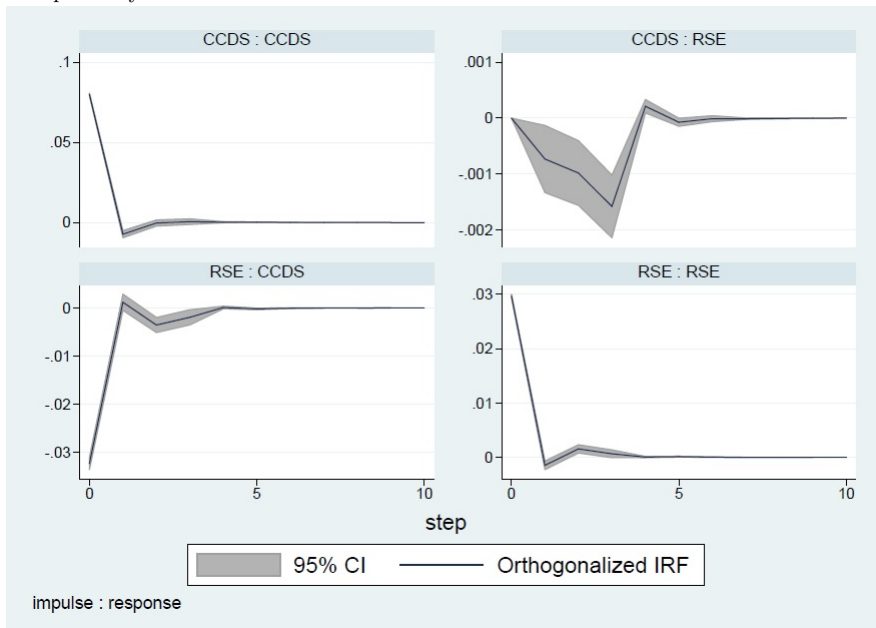 CCDS : CCDS
CCDS : RSE
.1
.05
0
.001
0
-.001
-.002
RSE : CCDS
RSE : RSE
0
-.01
-.02
-.03
0
5
10
.03
.02
.01
0
0
5
10
step
95% CI
Orthogonalized IRF
impulse : response